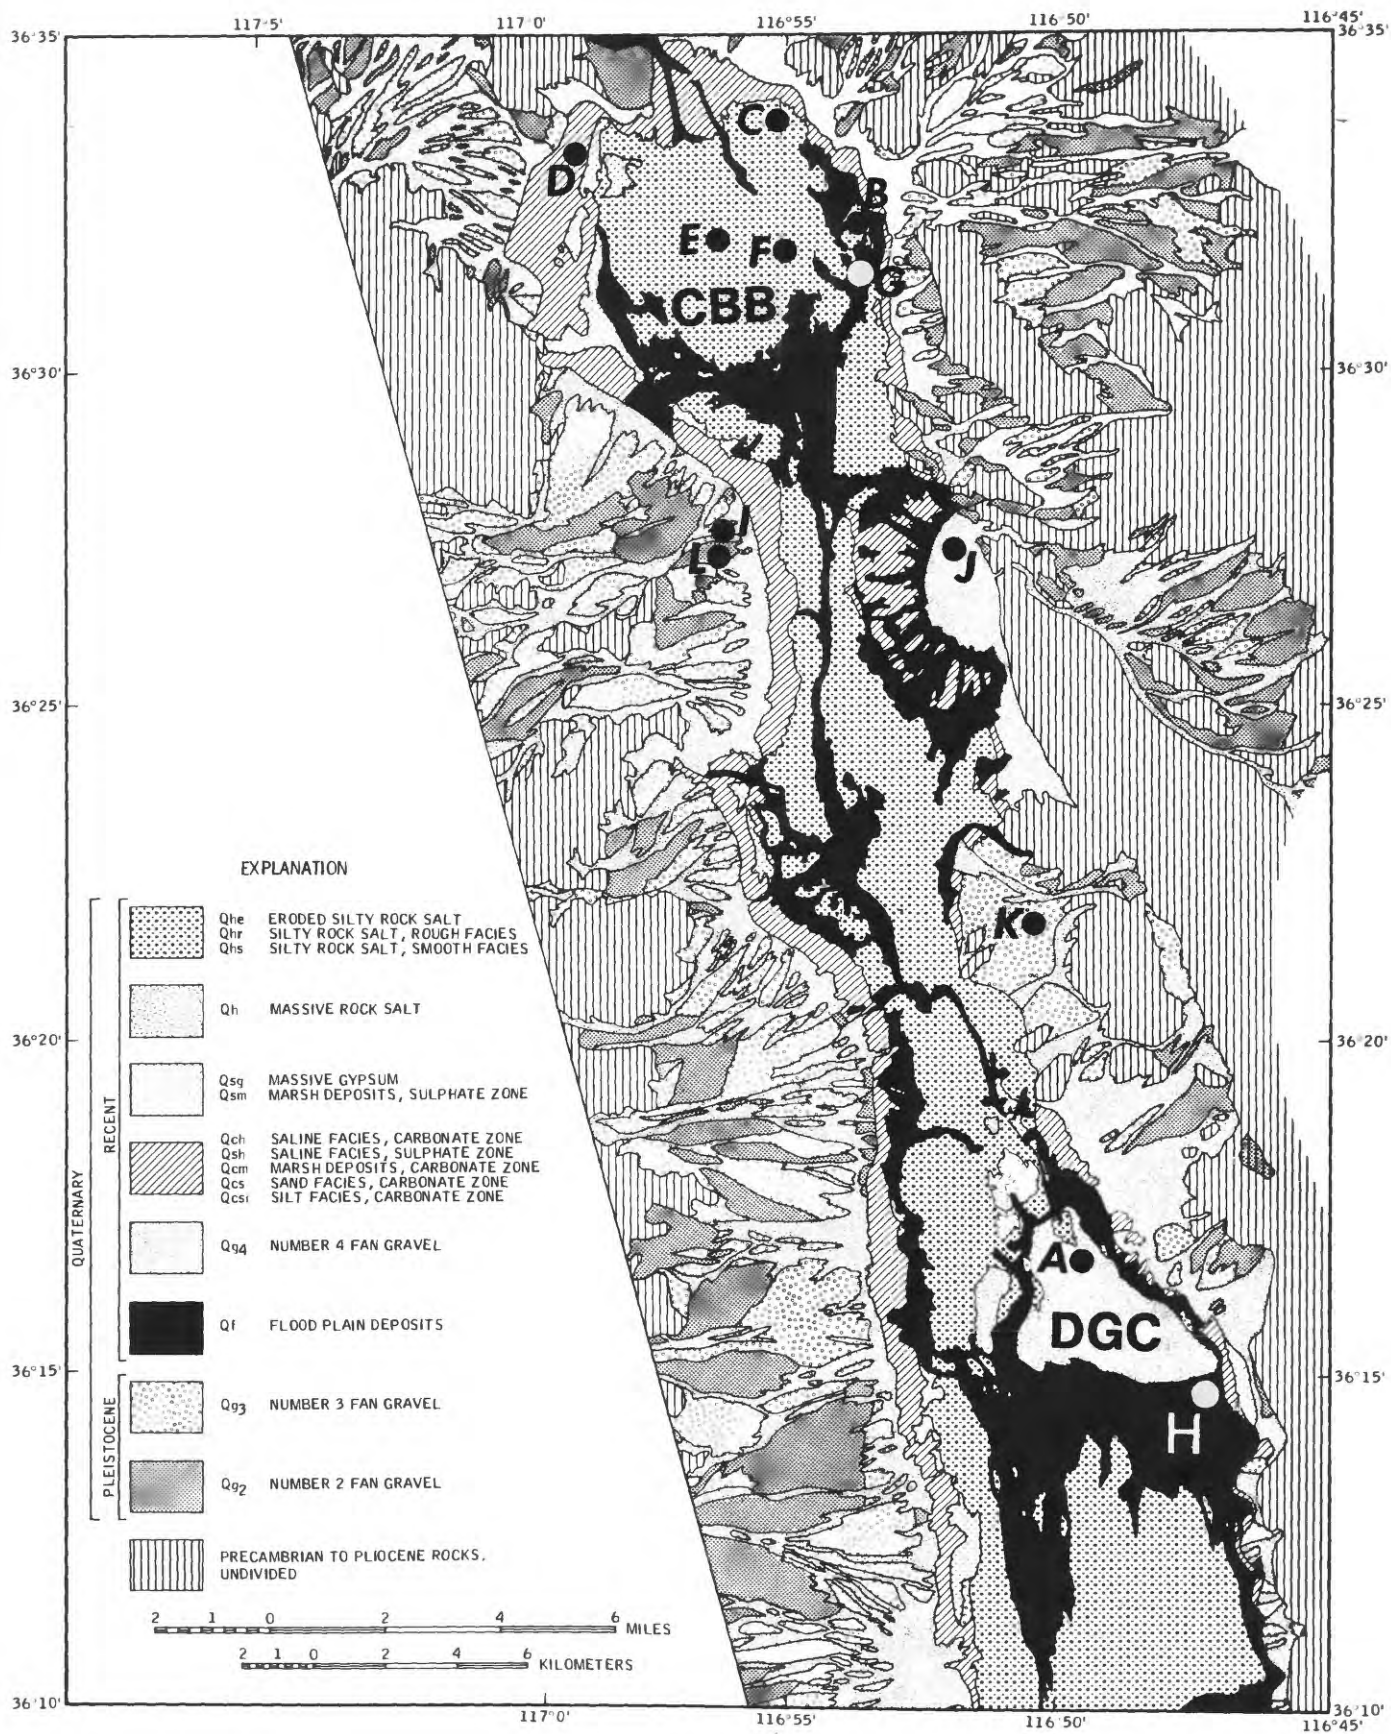 117°5' 117°0' 116°55' 116°50' 116°45'
36°35' 36°35'
C
D
B
E F
G
CBB
36°30' 36°30'
I
L
J
36°25' 36°25'
EXPLANATION
Qhe ERODED SILTY ROCK SALT
Qhr SILTY ROCK SALT, ROUGH FACIES
Qhs SILTY ROCK SALT, SMOOTH FACIES
K
Qh MASSIVE ROCK SALT
36°20' 36°20'
Qsg MASSIVE GYPSUM
Qsm MARSH DEPOSITS, SULPHATE ZONE
RECENT
QUATERNARY
Qch SALINE FACIES, CARBONATE ZONE
Qsh SALINE FACIES, SULPHATE ZONE
Qcm MARSH DEPOSITS, CARBONATE ZONE
Qcs SAND FACIES, CARBONATE ZONE
Qcsi SILT FACIES, CARBONATE ZONE
Qg4 NUMBER 4 FAN GRAVEL
A
Qf FLOOD PLAIN DEPOSITS
DGC
36°15' 36°15'
H
PLEISTOCENE
Qg3 NUMBER 3 FAN GRAVEL
Qg2 NUMBER 2 FAN GRAVEL
PRECAMBRIAN TO PLIOCENE ROCKS.
UNDIVIDED
2 1 0 2 4 6 MILES
2 1 0 2 4 6 KILOMETERS
36°10' 36°10'
117°0' 116°55' 116°50' 116°45'